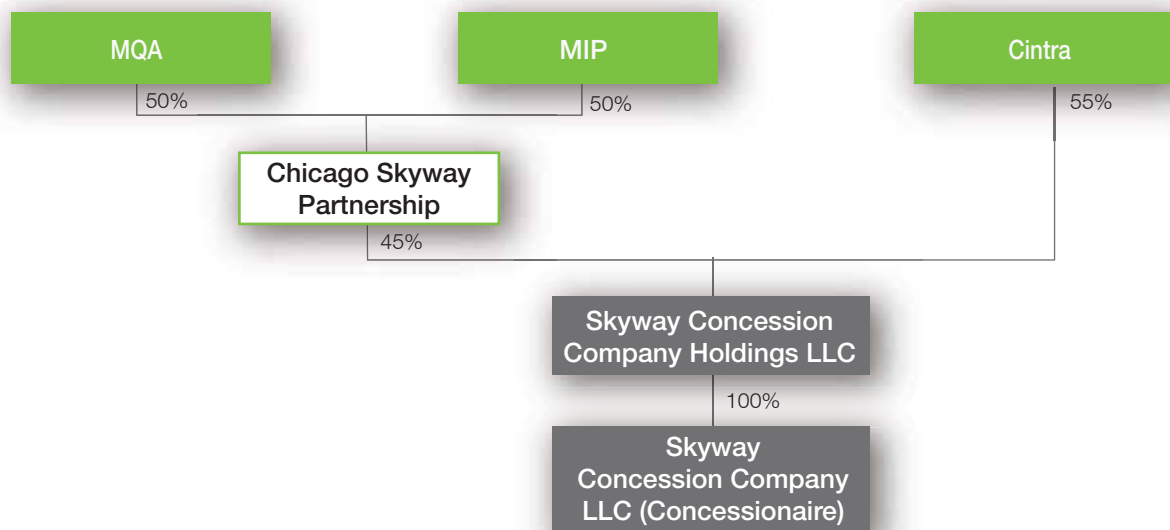 MQA
MIP
Cintra
50%
50%
55%
Chicago Skyway
Partnership
45%
Skyway Concession
Company Holdings LLC
100%
Skyway
Concession Company
LLC (Concessionaire)